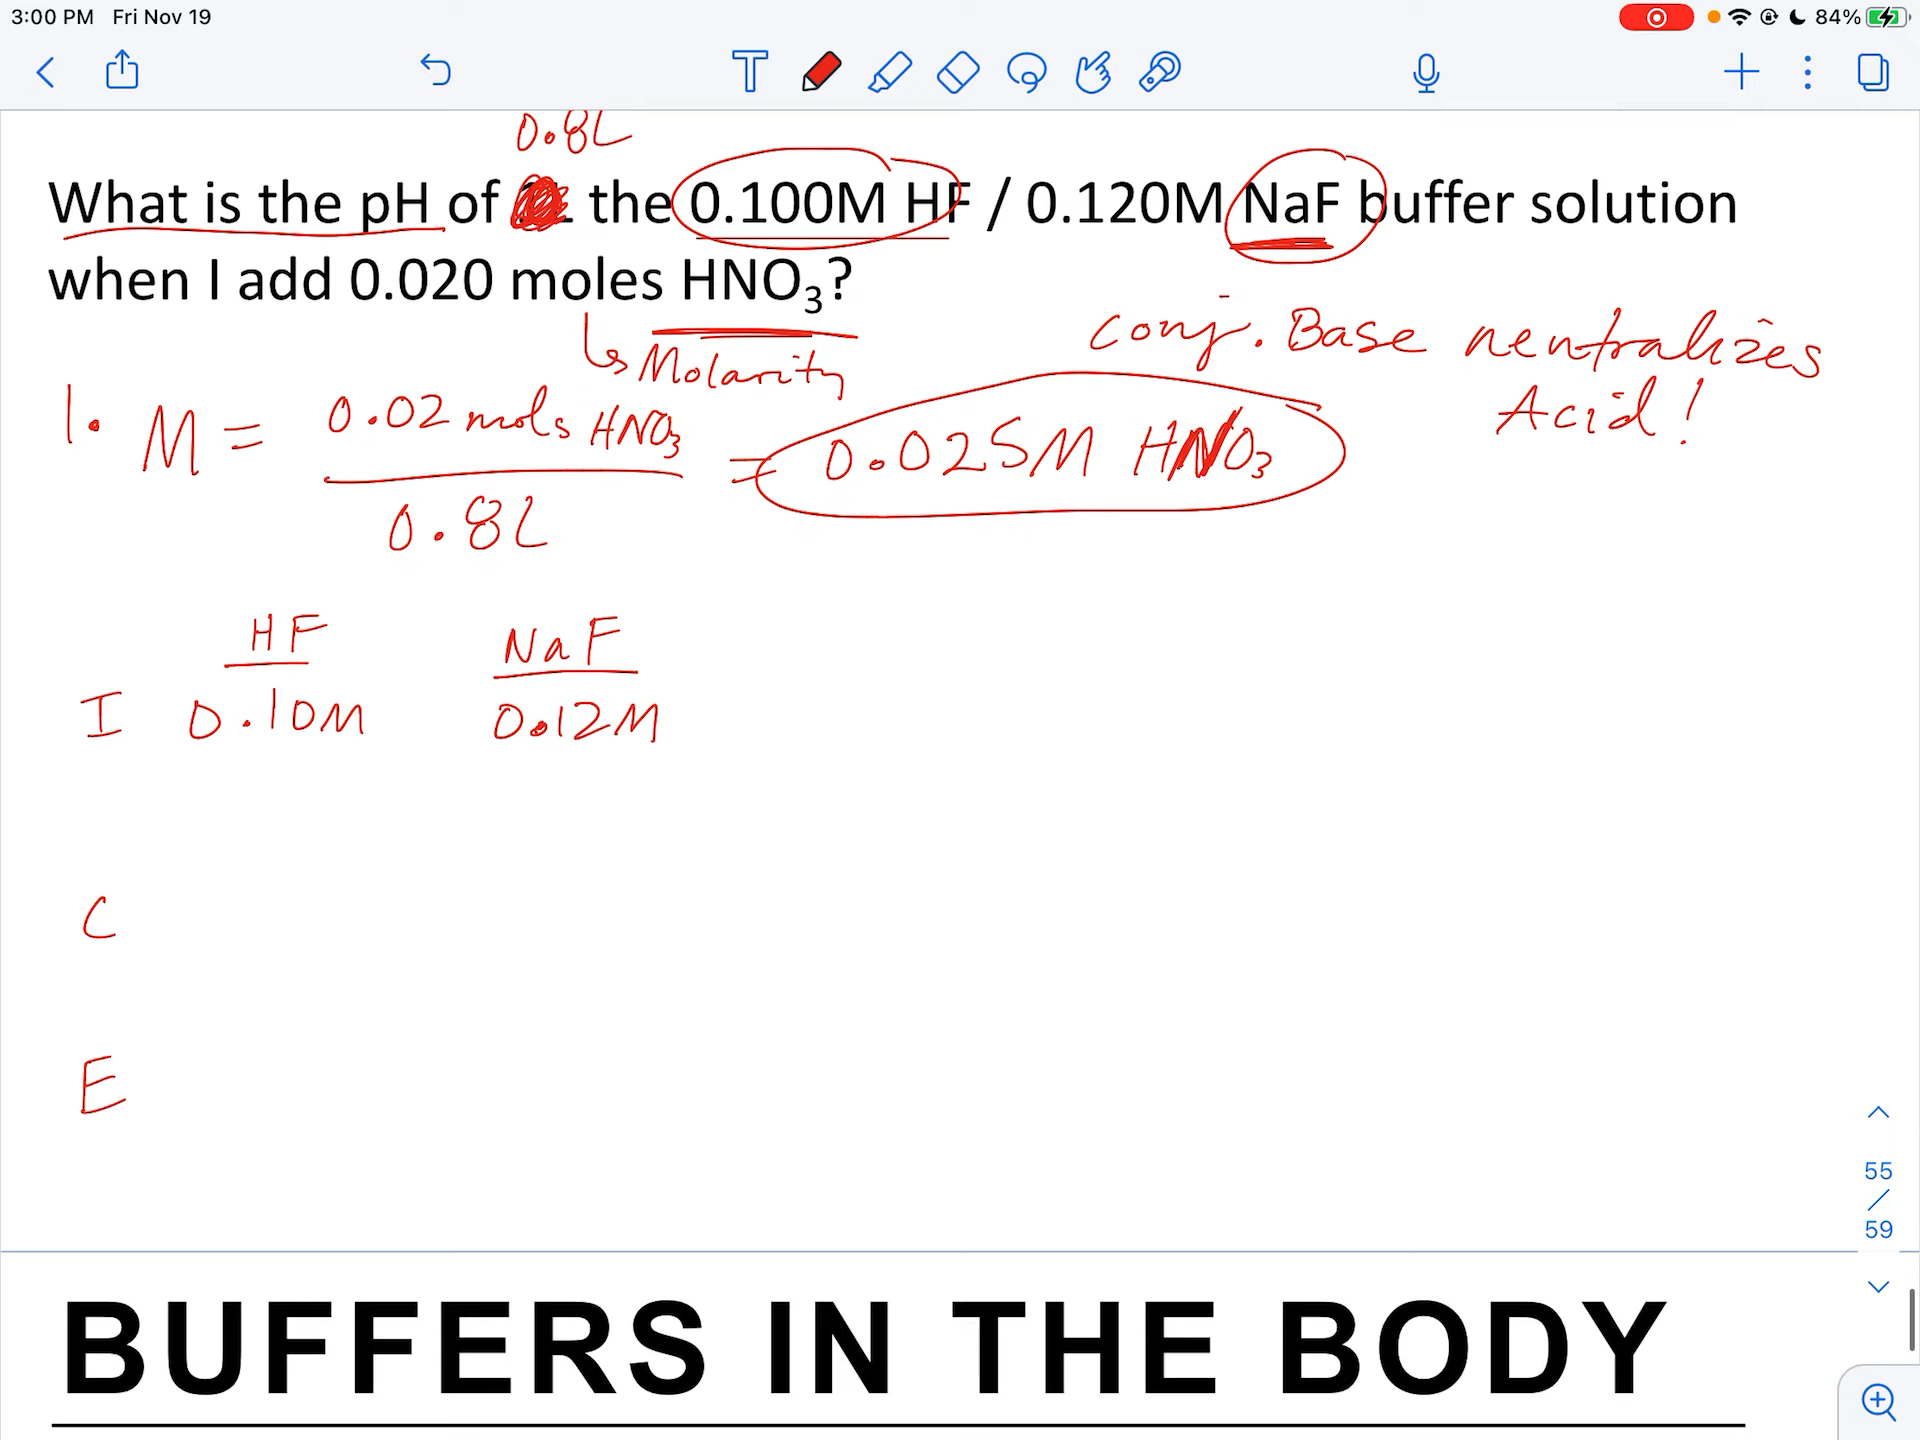 3:00 PM Fri Nov 19
84%
0.8L
What is the pH of the 0.100M HF / 0.120M NaF buffer solution
when I add 0.020 moles HNO₃?
↳ Molarity
conj. Base neutralizes
Acid!
1. M = 0.02 mols HNO₃ / 0.8L = 0.025M HNO₃
HF NaF
I 0.10M 0.12M
C
E
55
/
59
BUFFERS IN THE BODY